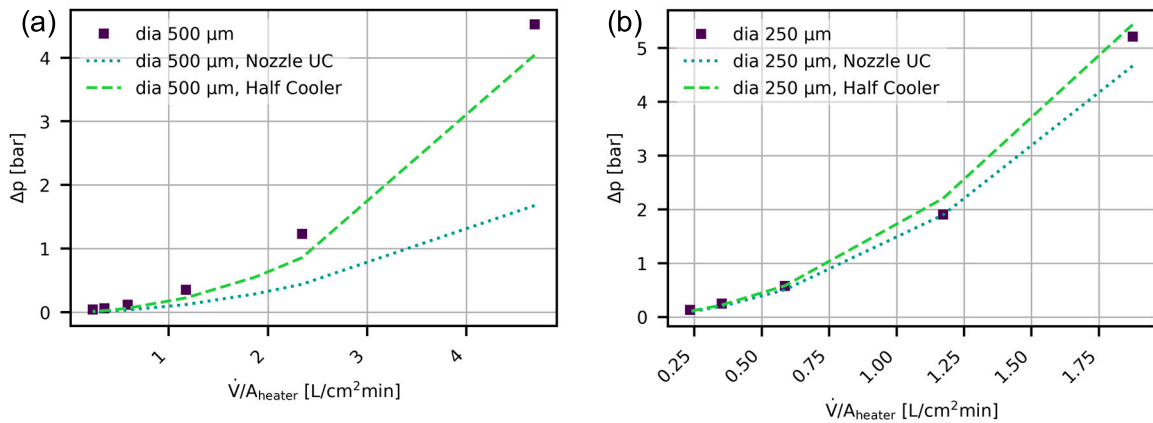 (a)
dia 500 µm
dia 500 µm, Nozzle UC
dia 500 µm, Half Cooler
Δp [bar]
4
3
2
1
0
1
2
3
4
V̇/A_heater [L/cm²min]
(b)
dia 250 µm
dia 250 µm, Nozzle UC
dia 250 µm, Half Cooler
Δp [bar]
5
4
3
2
1
0
0.25
0.50
0.75
1.00
1.25
1.50
1.75
V̇/A_heater [L/cm²min]